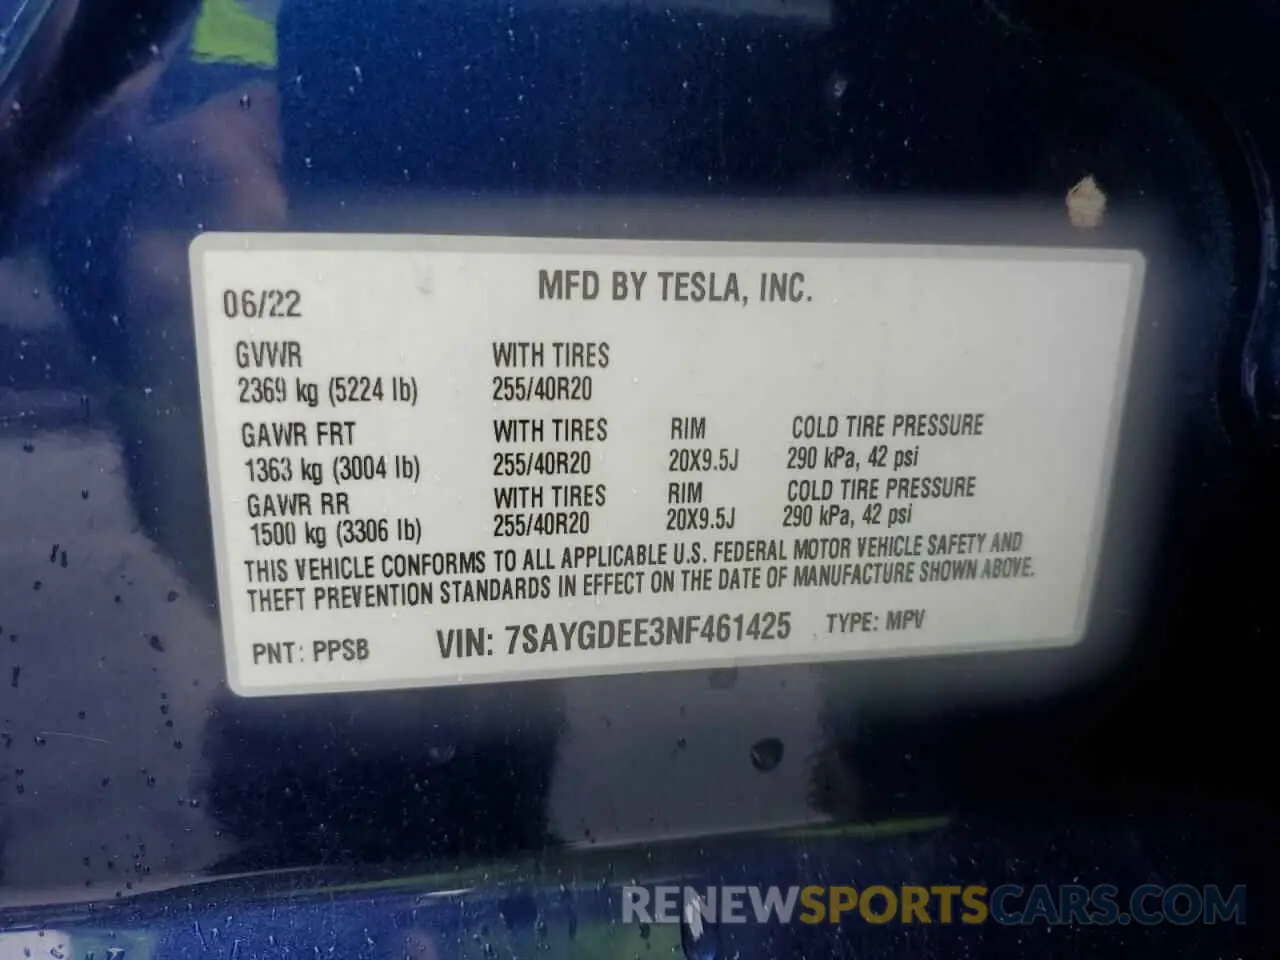 06/22 MFD BY TESLA, INC.
GVWR WITH TIRES
2369 kg (5224 lb) 255/40R20
GAWR FRT WITH TIRES RIM COLD TIRE PRESSURE
1363 kg (3004 lb) 255/40R20 20X9.5J 290 kPa, 42 psi
GAWR RR WITH TIRES RIM COLD TIRE PRESSURE
1500 kg (3306 lb) 255/40R20 20X9.5J 290 kPa, 42 psi
THIS VEHICLE CONFORMS TO ALL APPLICABLE U.S. FEDERAL MOTOR VEHICLE SAFETY AND
THEFT PREVENTION STANDARDS IN EFFECT ON THE DATE OF MANUFACTURE SHOWN ABOVE.
PNT: PPSB VIN: 7SAYGDEE3NF461425 TYPE: MPV
RENEWSPORTSCARS.COM